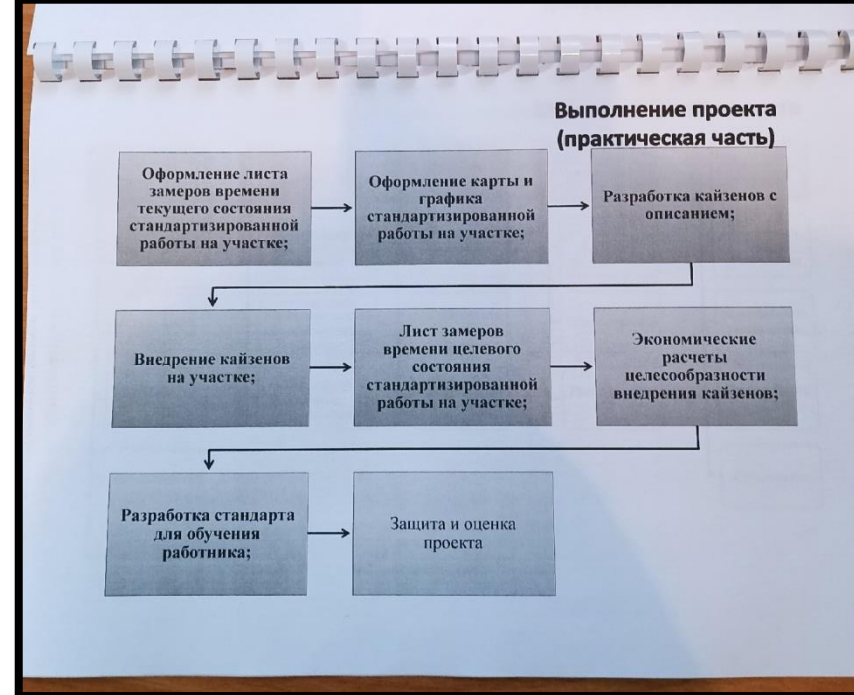 Выполнение проекта
(практическая часть)
Оформление листа
замеров времени
текущего состояния
стандартизированной
работы на участке;
Оформление карты и
графика
стандартизированной
работы на участке;
Разработка кайзенов с
описанием;
Внедрение кайзенов
на участке;
Лист замеров
времени целевого
состояния
стандартизированной
работы на участке;
Экономические
расчеты
целесообразности
внедрения кайзенов;
Разработка стандарта
для обучения
работника;
Защита и оценка
проекта